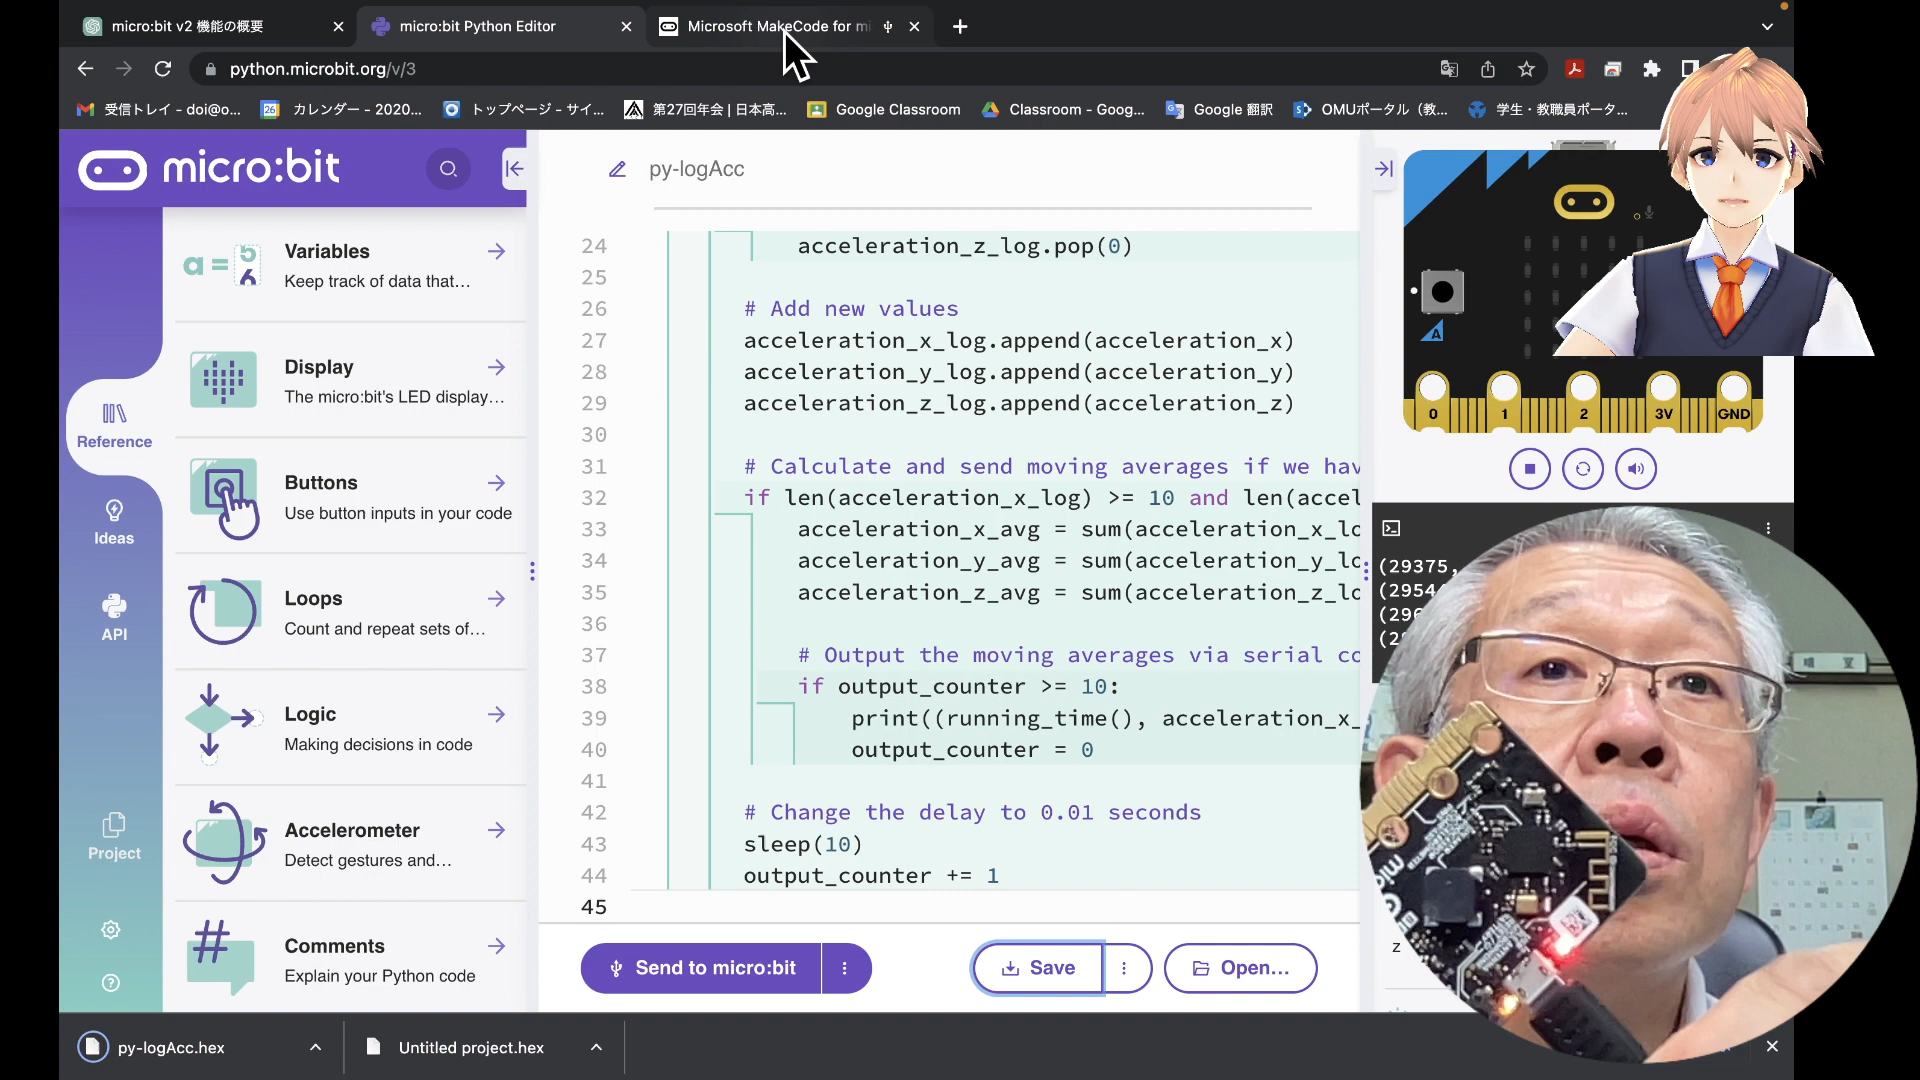 micro:bit v2 機能の概要
micro:bit Python Editor
Microsoft MakeCode for mi
python.microbit.org/v/3
受信トレイ - doi@o...
カレンダー - 2020...
トップページ - サイ...
第27回年会 | 日本高...
Google Classroom
Classroom - Goog...
Google 翻訳
OMUポータル（教...
学生・教職員ポータ...
micro:bit
py-logAcc
Variables
Keep track of data that...
Display
The micro:bit's LED display...
Buttons
Use button inputs in your code
Loops
Count and repeat sets of...
Logic
Making decisions in code
Accelerometer
Detect gestures and...
Comments
Explain your Python code
Reference
Ideas
API
Project
24 acceleration_z_log.pop(0)
25
26 # Add new values
27 acceleration_x_log.append(acceleration_x)
28 acceleration_y_log.append(acceleration_y)
29 acceleration_z_log.append(acceleration_z)
30
31 # Calculate and send moving averages if we hav
32 if len(acceleration_x_log) >= 10 and len(accel
33 acceleration_x_avg = sum(acceleration_x_lo
34 acceleration_y_avg = sum(acceleration_y_lo
35 acceleration_z_avg = sum(acceleration_z_lo
36
37 # Output the moving averages via serial co
38 if output_counter >= 10:
39 print((running_time(), acceleration_x_
40 output_counter = 0
41
42 # Change the delay to 0.01 seconds
43 sleep(10)
44 output_counter += 1
45
A
0 1 2 3V GND
(29375,
(2954
(296
(2
z
Send to micro:bit
Save
Open...
py-logAcc.hex
Untitled project.hex